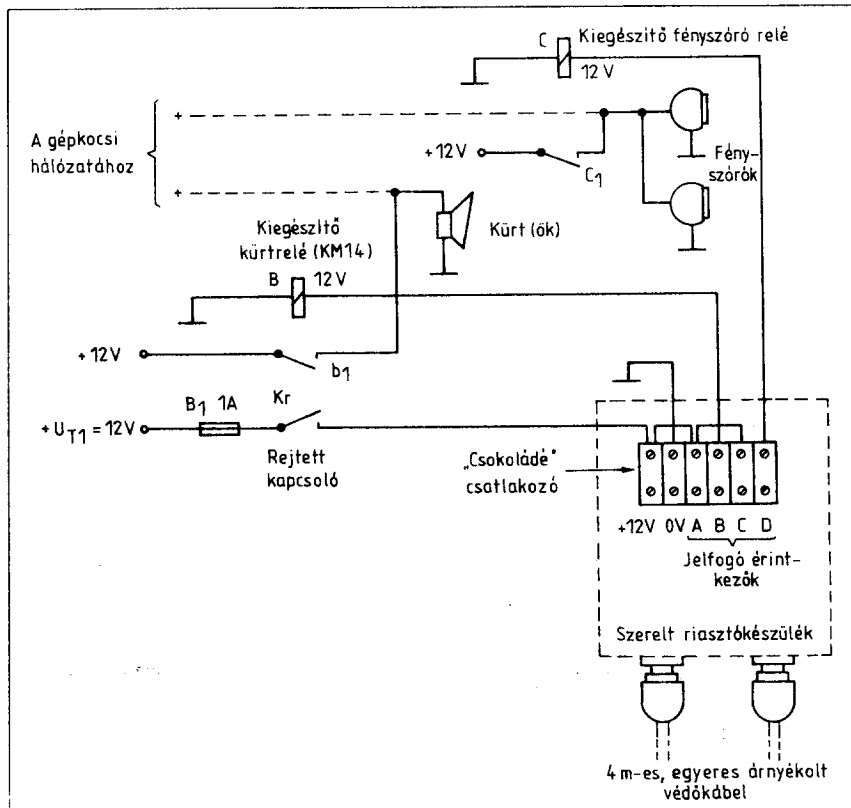 C
Kiegészítő fényszóró relé
12 V
+
A gépkocsi
hálózatához
+12V
C1
Fény-
szórók
+
Kiegészítő
kürtrelé (KM14)
Kürt (ök)
B
12 V
+12V
b1
B1 1A
Kr
+UT1 = 12V
Rejtett
kapcsoló
„Csokoládé"
csatlakozó
+12V 0V A B C D
Jelfogó érint-
kezők
Szerelt riasztókészülék
4 m-es, egyeres árnyékolt
védőkábel